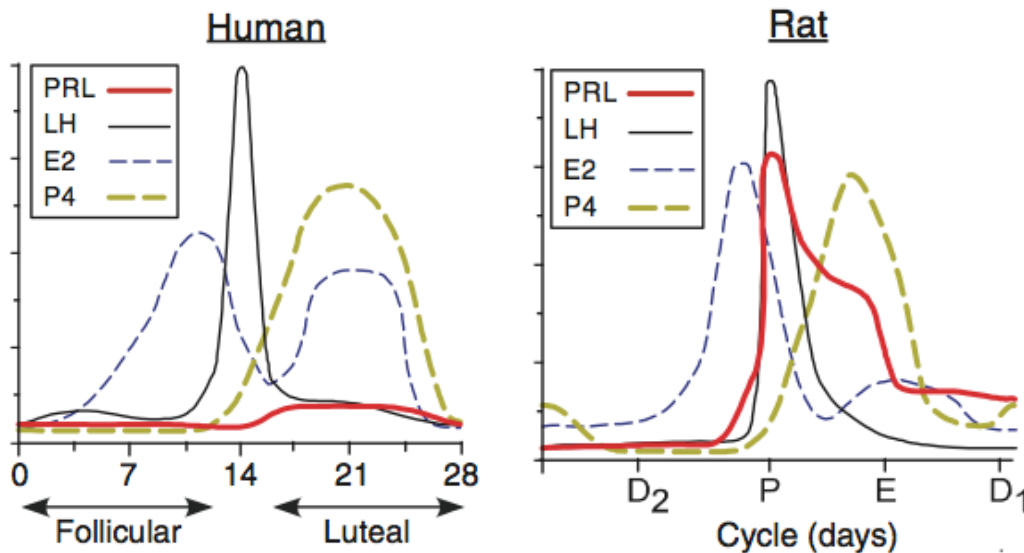 Human
PRL
LH
E2
P4
0 7 14 21 28
Follicular Luteal
Rat
PRL
LH
E2
P4
D2 P E D1
Cycle (days)